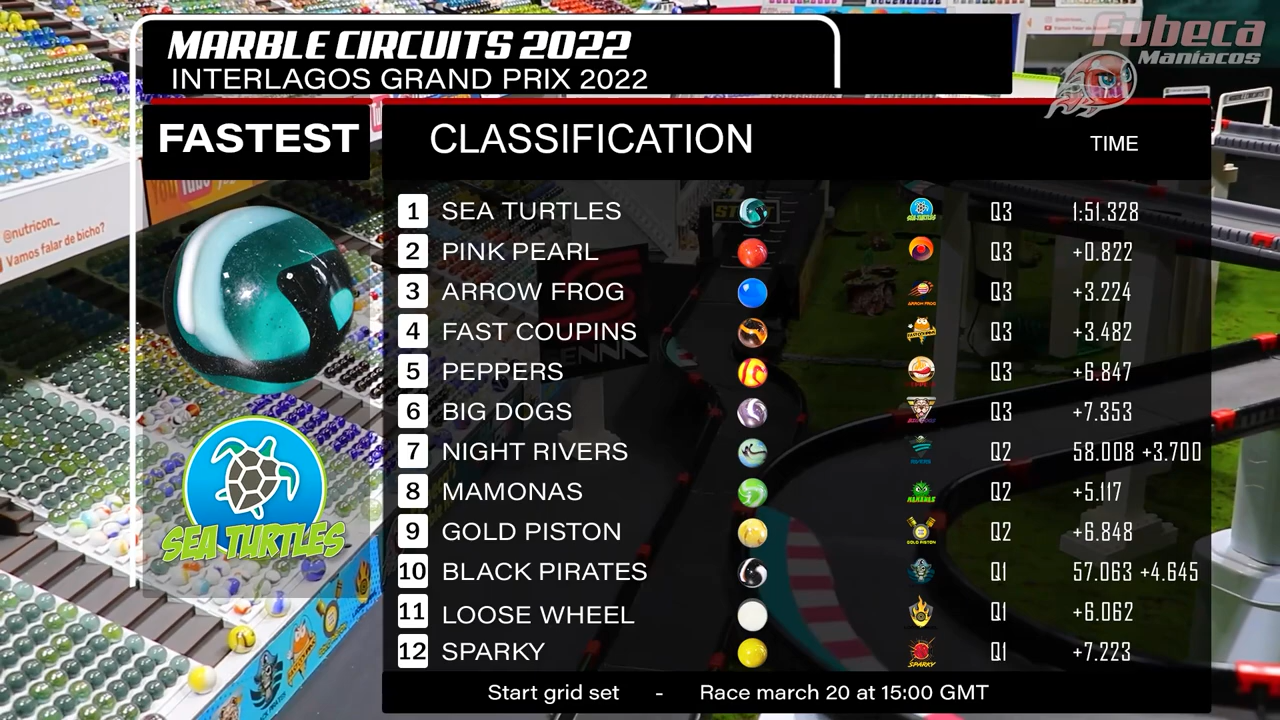 MARBLE CIRCUITS 2022
INTERLAGOS GRAND PRIX 2022
Fubeca
Maníacos
FASTEST
CLASSIFICATION
TIME
1 SEA TURTLES Q3 1:51.328
2 PINK PEARL Q3 +0.822
3 ARROW FROG Q3 +3.224
4 FAST COUPINS Q3 +3.482
5 PEPPERS Q3 +6.847
6 BIG DOGS Q3 +7.353
7 NIGHT RIVERS Q2 58.008 +3.700
8 MAMONAS Q2 +5.117
9 GOLD PISTON Q2 +6.848
10 BLACK PIRATES Q1 57.063 +4.645
11 LOOSE WHEEL Q1 +6.062
12 SPARKY Q1 +7.223
Start grid set - Race march 20 at 15:00 GMT
@nutricon_
Vamos falar de bicho?
SEA TURTLES